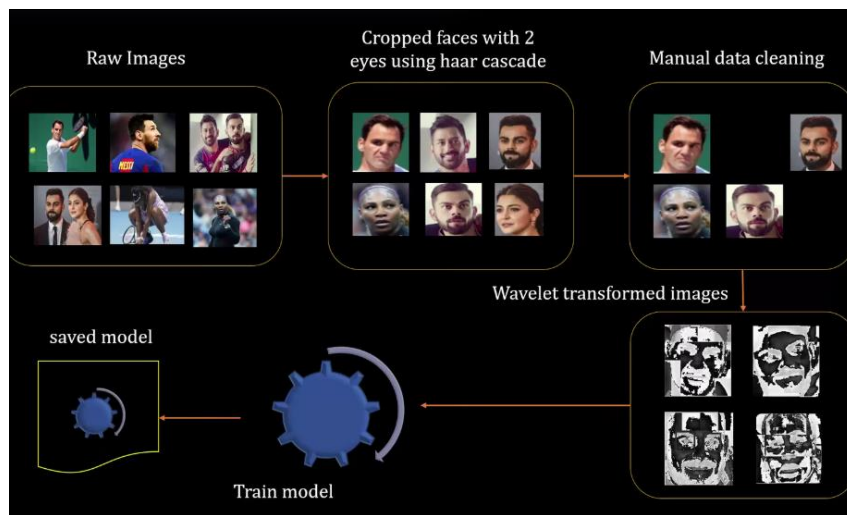 Raw Images
Cropped faces with 2
eyes using haar cascade
Manual data cleaning
Wavelet transformed images
saved model
Train model